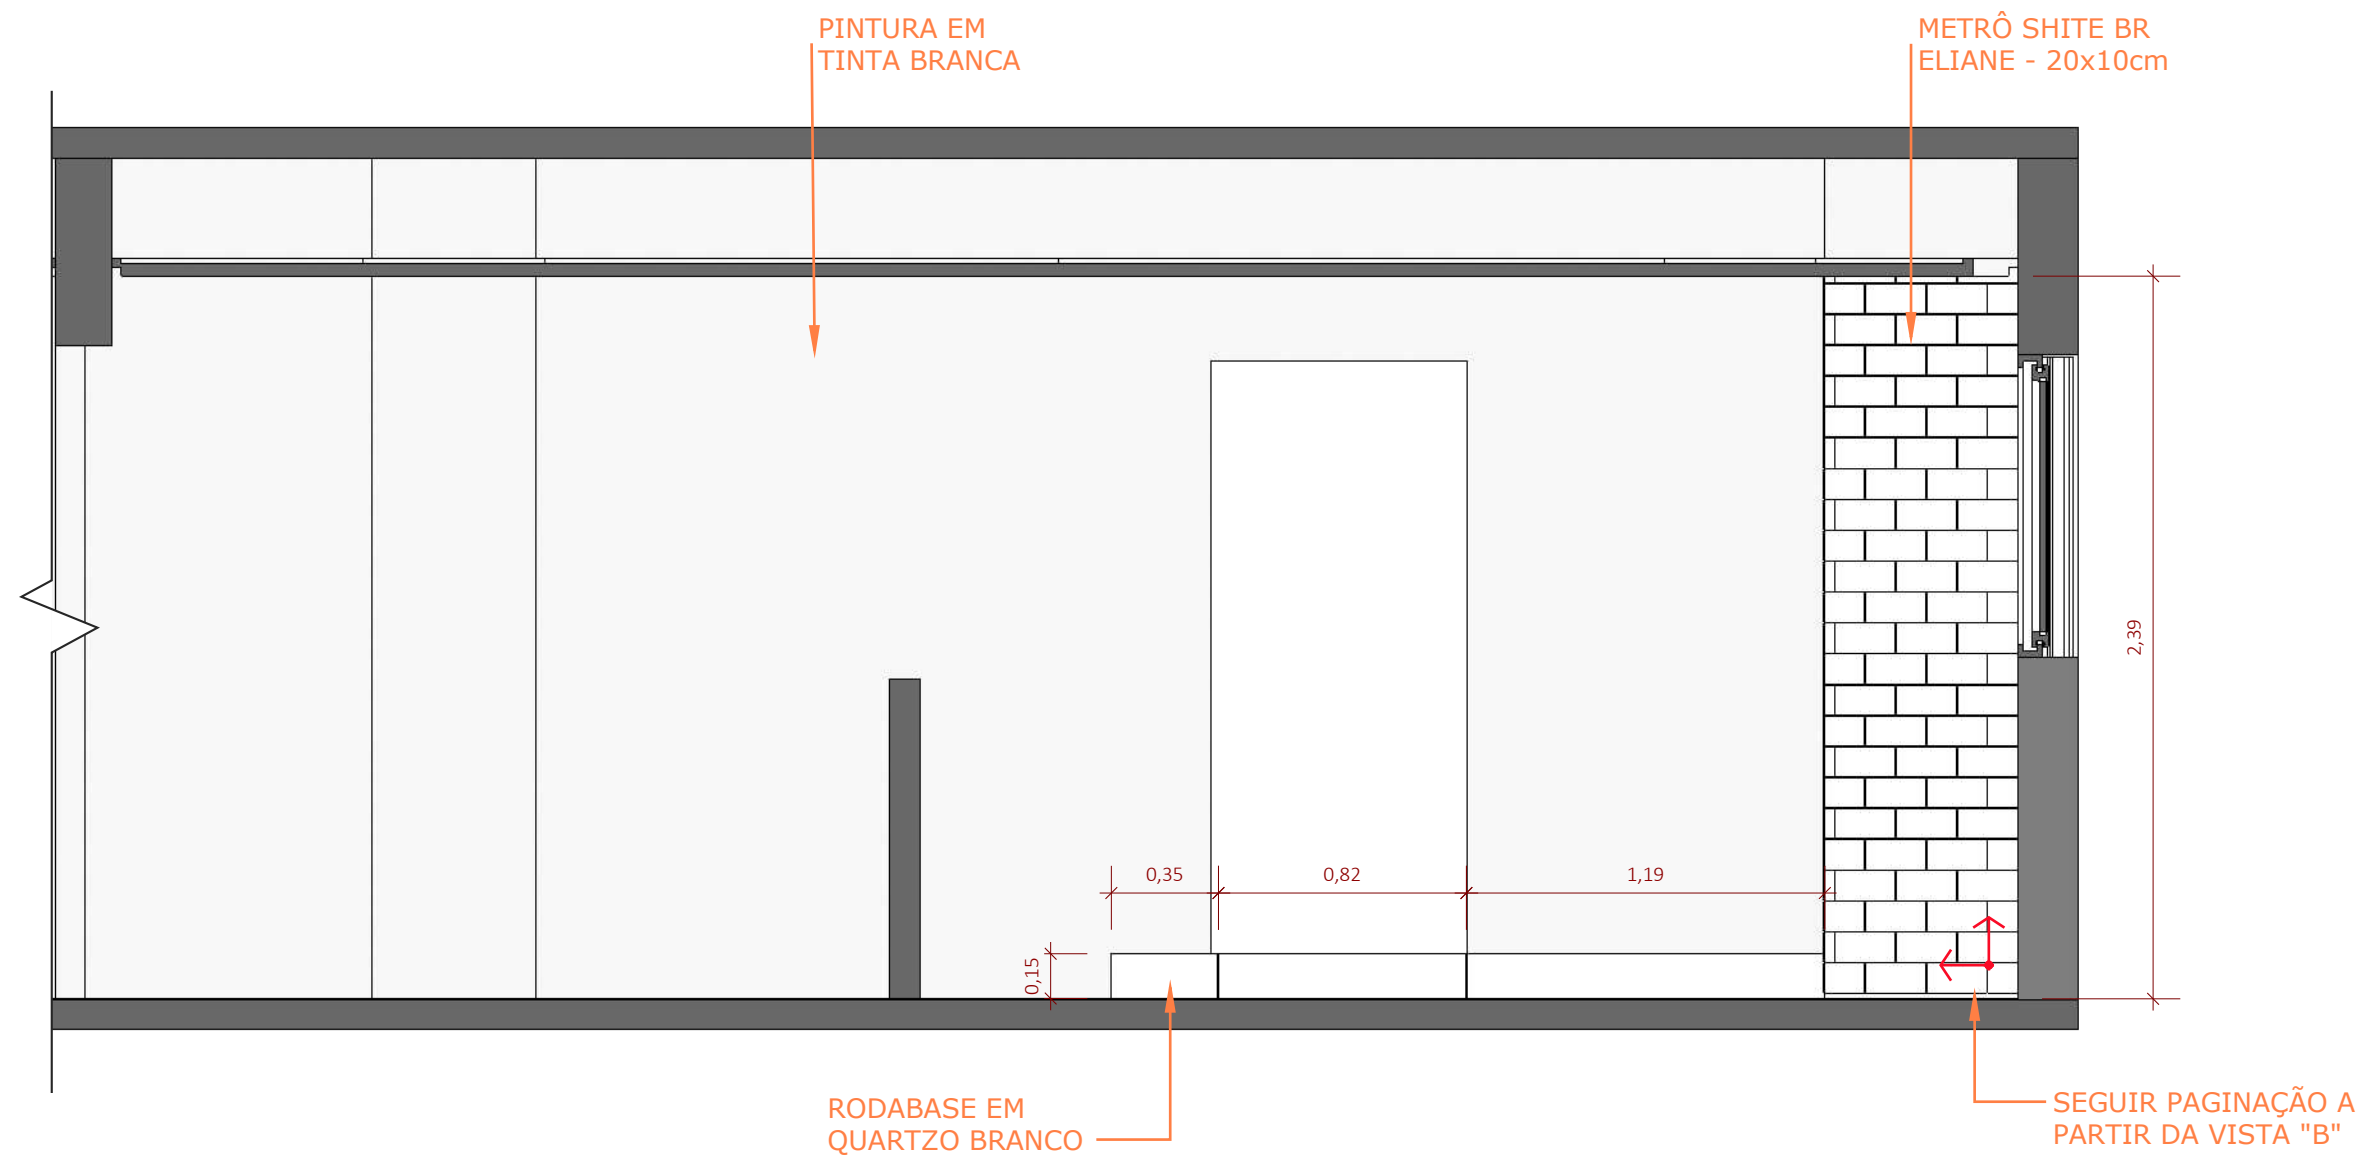 PINTURA EM
TINTA BRANCA
METRÔ SHITE BR
ELIANE - 20x10cm
2,39
0,35
0,82
1,19
0,15
RODABASE EM
QUARTZO BRANCO
SEGUIR PAGINAÇÃO A
PARTIR DA VISTA "B"